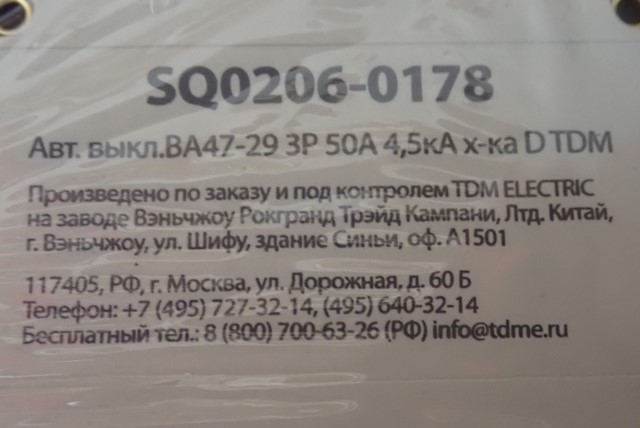 SQ0206-0178
Авт. выкл.ВА47-29 3Р 50А 4,5кА х-ка D TDM
Произведено по заказу и под контролем TDM ELECTRIC
на заводе Вэньчжоу Рокгранд Трэйд Кампани, Лтд. Китай,
г. Вэньчжоу, ул. Шифу, здание Синьи, оф. А1501
117405, РФ, г. Москва, ул. Дорожная, д. 60 Б
Телефон: +7 (495) 727-32-14, (495) 640-32-14
Бесплатный тел.: 8 (800) 700-63-26 (РФ) info@tdme.ru